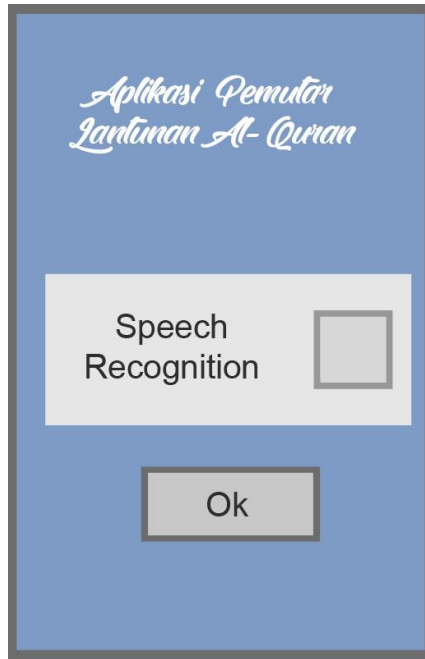 Aplikasi Pemutar
Lantunan Al-Quran
Speech
Recognition
Ok